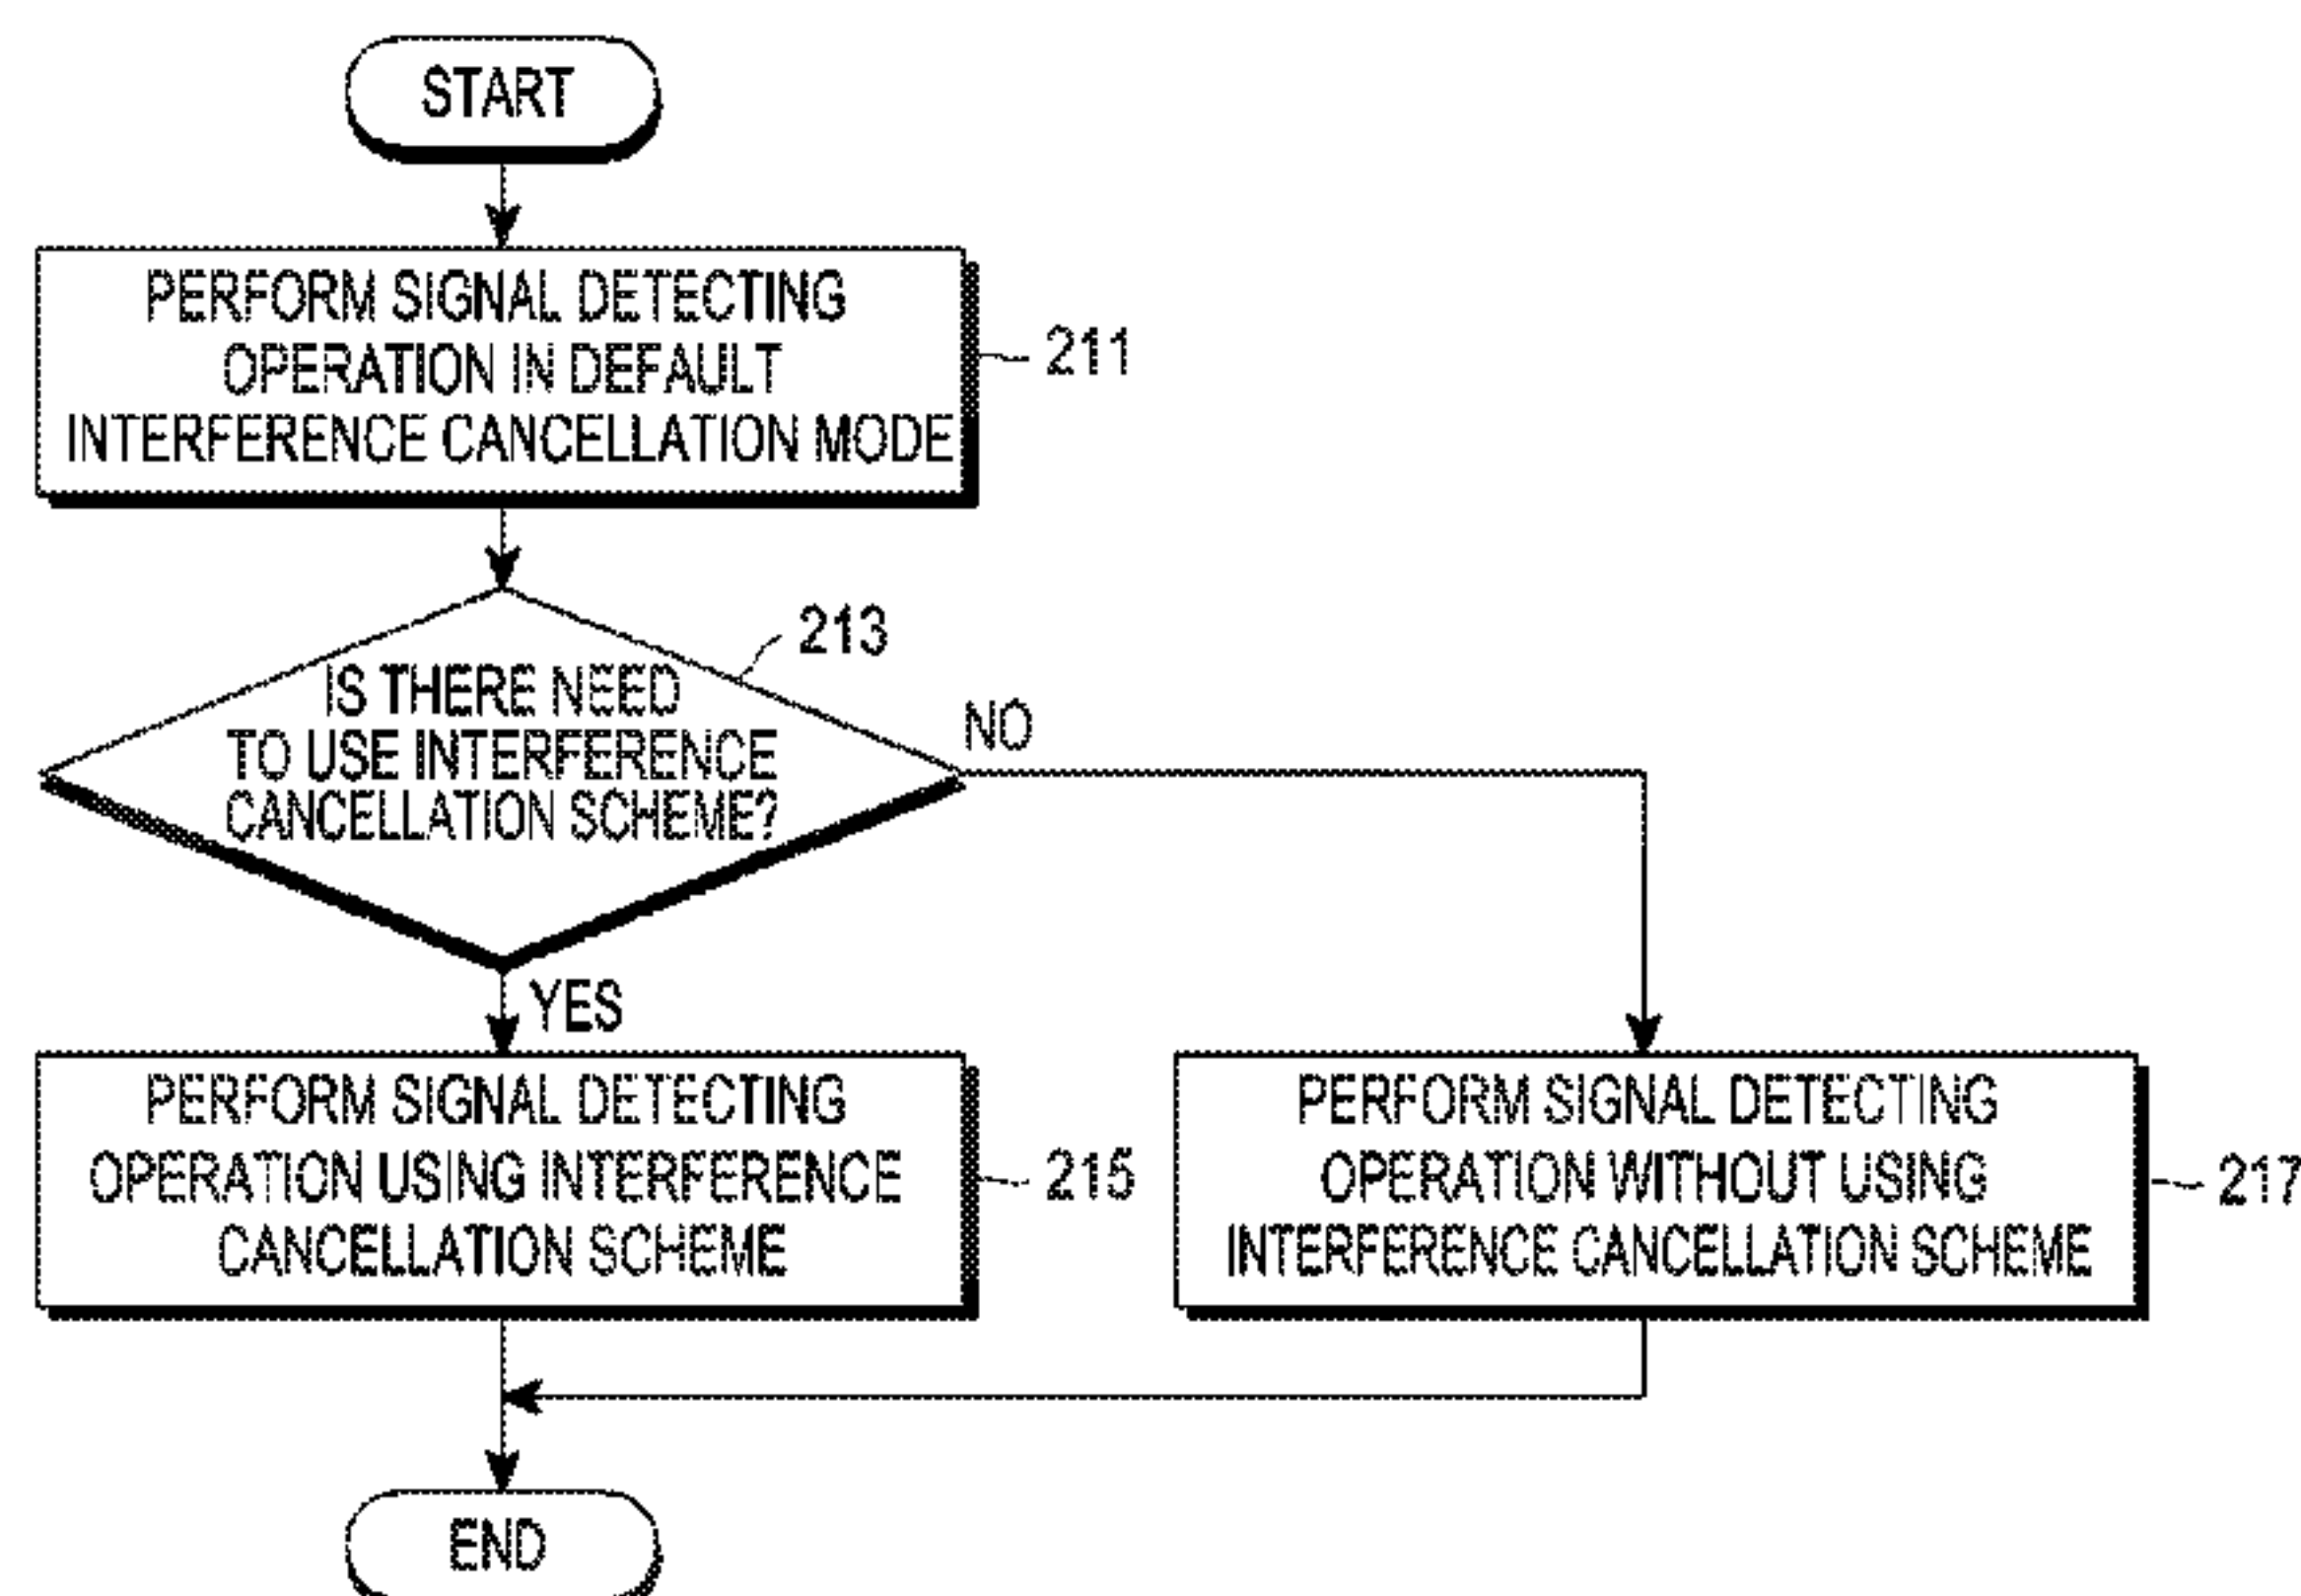 START
PERFORM SIGNAL DETECTING
OPERATION IN DEFAULT
INTERFERENCE CANCELLATION MODE
211
213
IS THERE NEED
TO USE INTERFERENCE
CANCELLATION SCHEME?
NO
YES
PERFORM SIGNAL DETECTING
OPERATION USING INTERFERENCE
CANCELLATION SCHEME
215
PERFORM SIGNAL DETECTING
OPERATION WITHOUT USING
INTERFERENCE CANCELLATION SCHEME
217
END